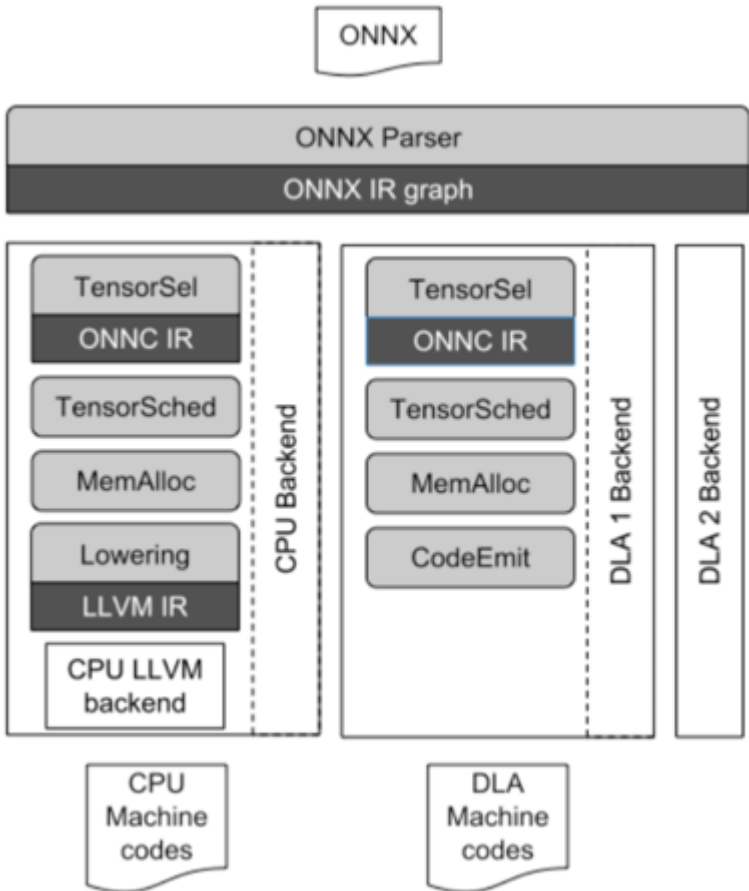 ONNX
ONNX Parser
ONNX IR graph
TensorSel
ONNC IR
TensorSched
MemAlloc
Lowering
LLVM IR
CPU LLVM
backend
CPU Backend
TensorSel
ONNC IR
TensorSched
MemAlloc
CodeEmit
DLA 1 Backend
DLA 2 Backend
CPU
Machine
codes
DLA
Machine
codes